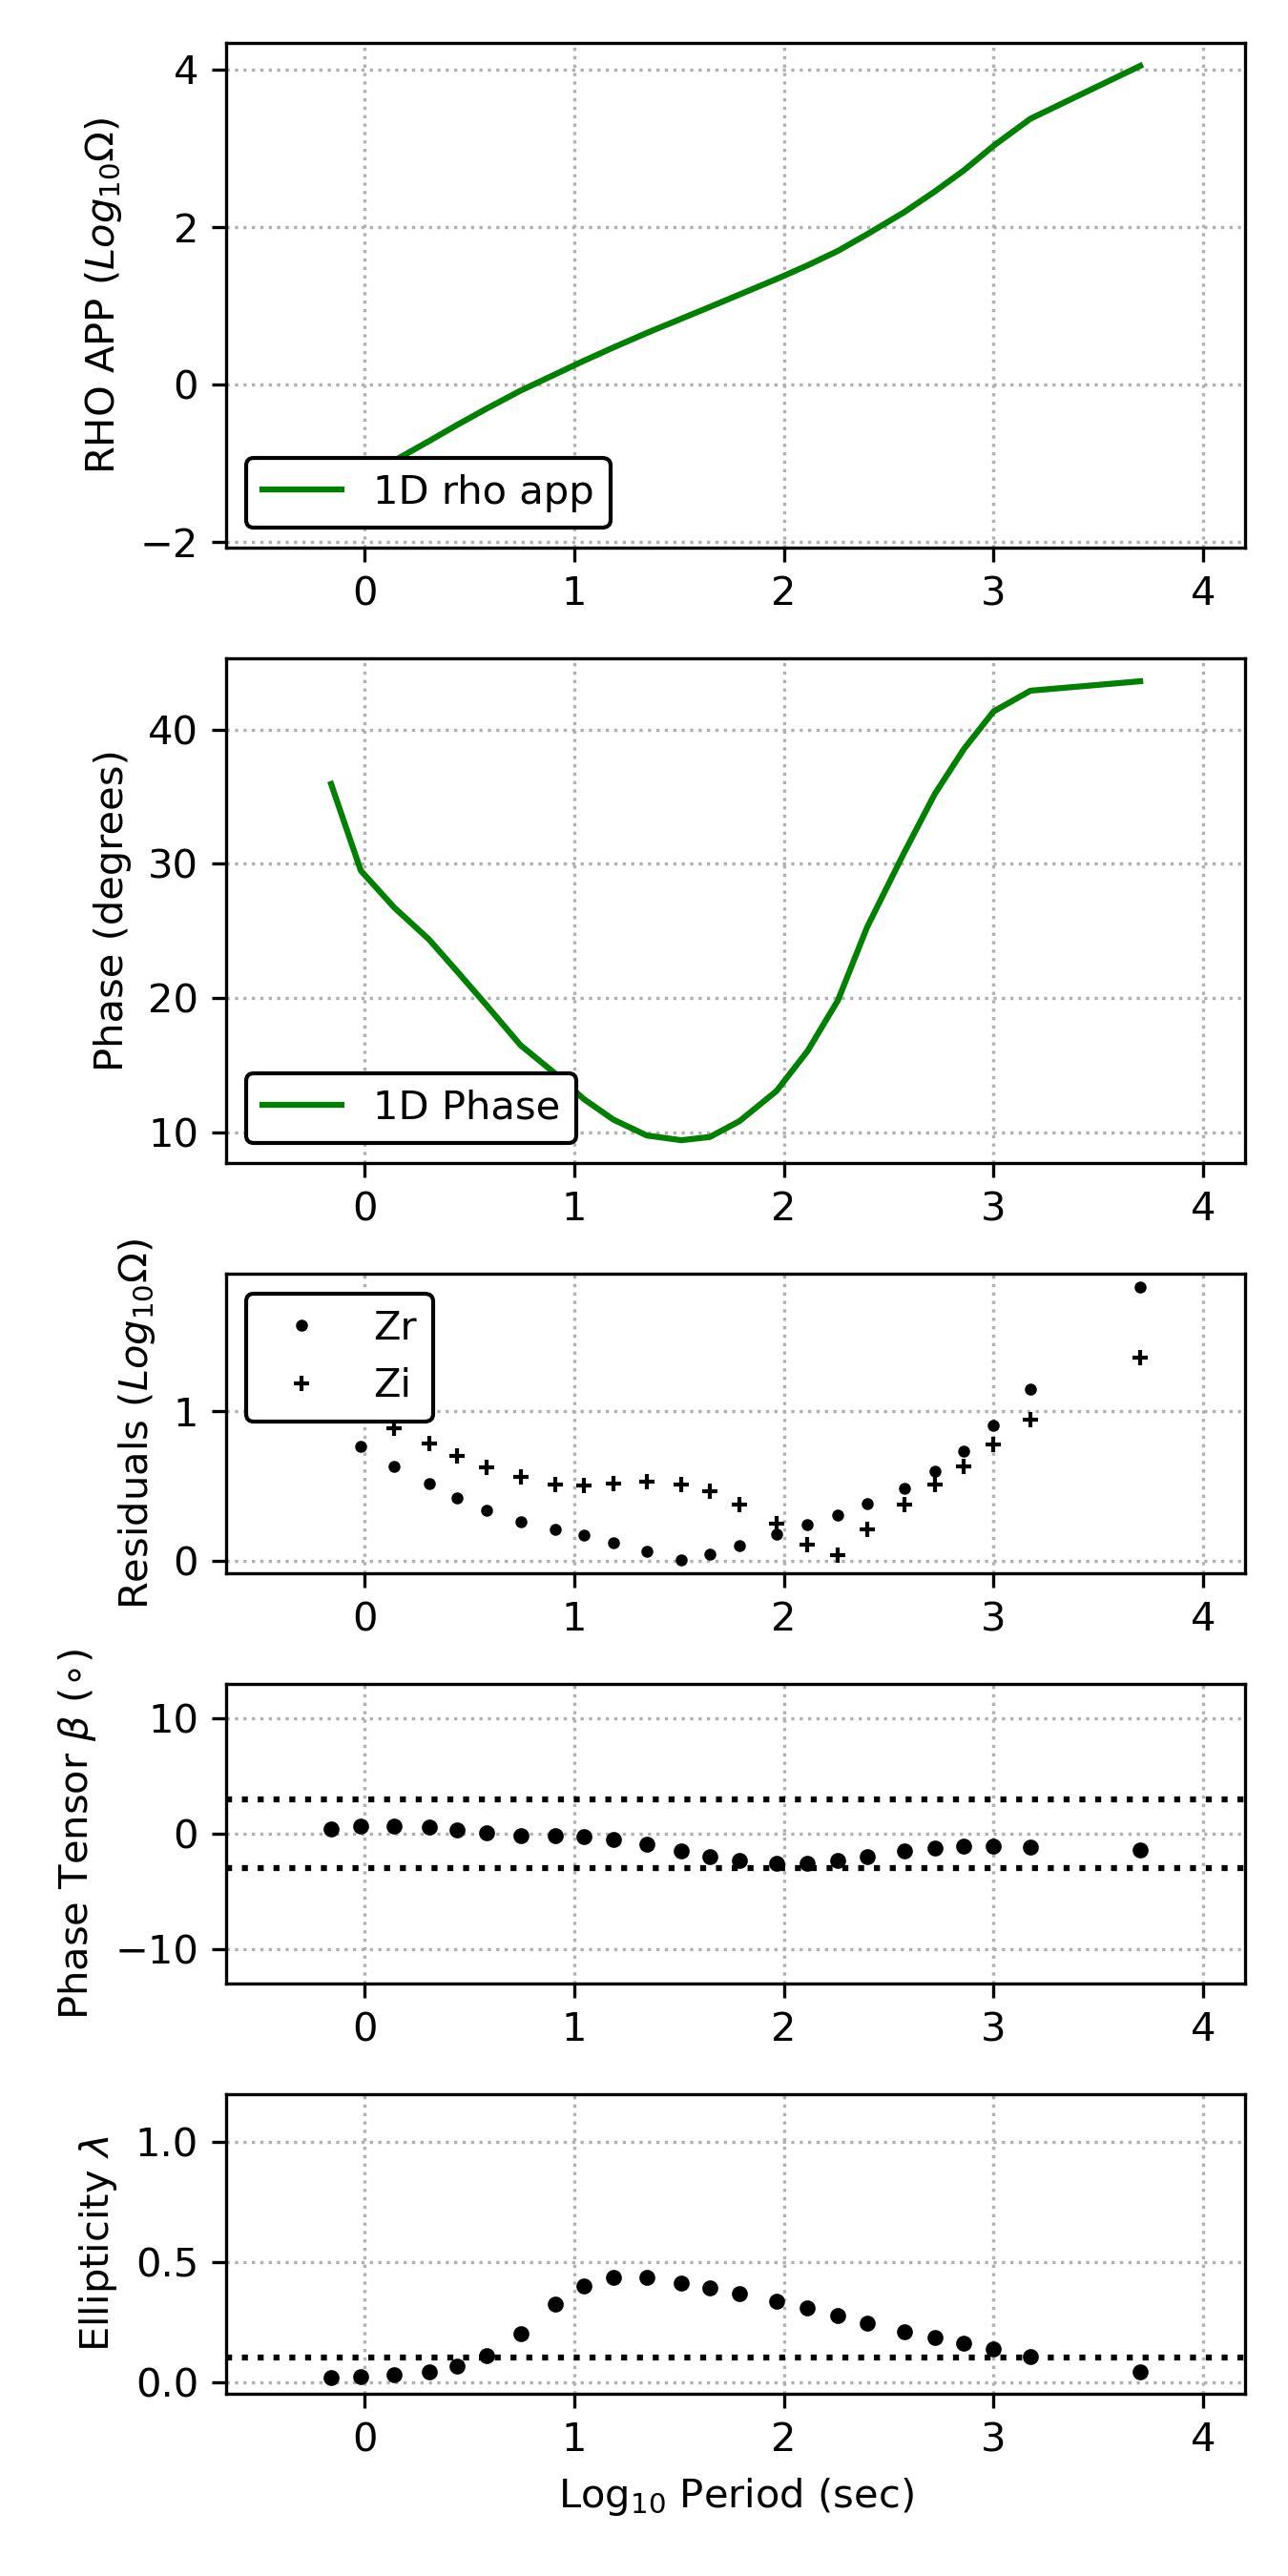 RHO APP (Log₁₀Ω)
4
2
0
−2
1D rho app
0 1 2 3 4
Phase (degrees)
40
30
20
10
1D Phase
0 1 2 3 4
Residuals (Log₁₀Ω)
Zr
Zi
1
0
0 1 2 3 4
Phase Tensor β (∘)
10
0
−10
0 1 2 3 4
Ellipticity λ
1.0
0.5
0.0
0 1 2 3 4
Log₁₀ Period (sec)